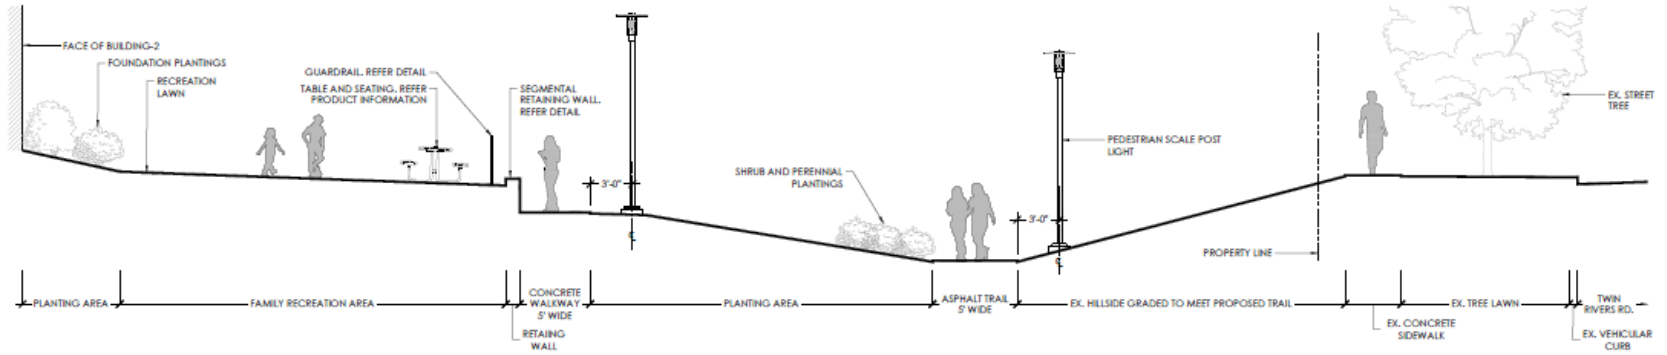 FACE OF BUILDING-2
FOUNDATION PLANTINGS
RECREATION
LAWN
GUARDRAIL. REFER DETAIL
TABLE AND SEATING. REFER
PRODUCT INFORMATION
SEGMENTAL
RETAINING WALL.
REFER DETAIL
3'-0"
SHRUB AND PERENNIAL
PLANTINGS
3'-0"
PEDESTRIAN SCALE POST
LIGHT
PROPERTY LINE
EX. STREET
TREE
PLANTING AREA
FAMILY RECREATION AREA
RETAIING
WALL
CONCRETE
WALKWAY
5' WIDE
PLANTING AREA
ASPHALT TRAIL
5' WIDE
EX. HILLSIDE GRADED TO MEET PROPOSED TRAIL
EX. CONCRETE
SIDEWALK
EX. TREE LAWN
TWIN
RIVERS RD.
EX. VEHICULAR
CURB